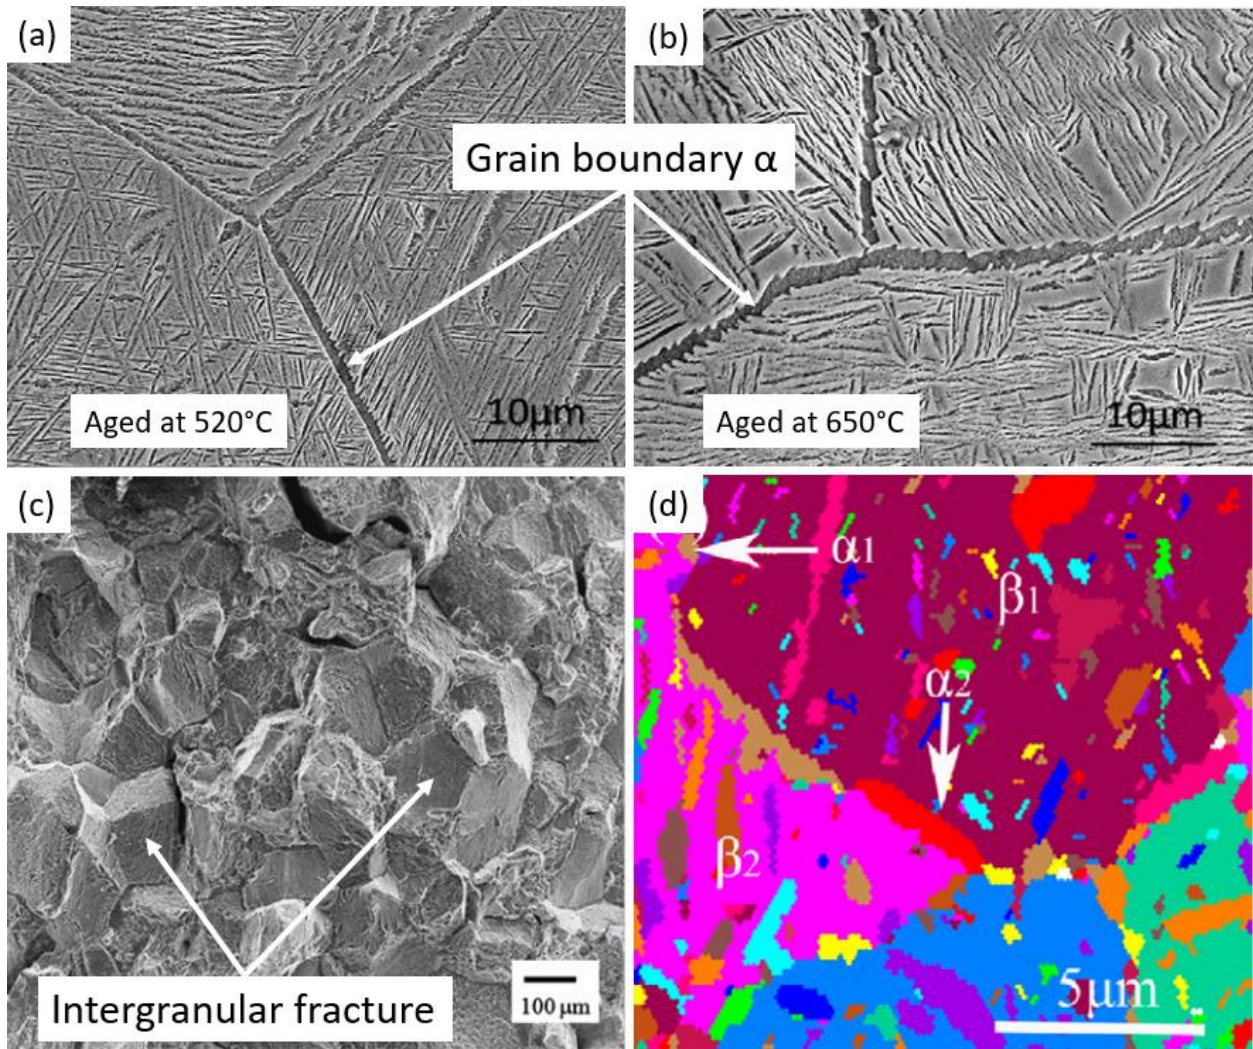 (a)
(b)
Grain boundary α
Aged at 520°C
10μm
Aged at 650°C
10μm
(c)
(d)
α1
β1
α2
β2
Intergranular fracture
100 μm
5μm